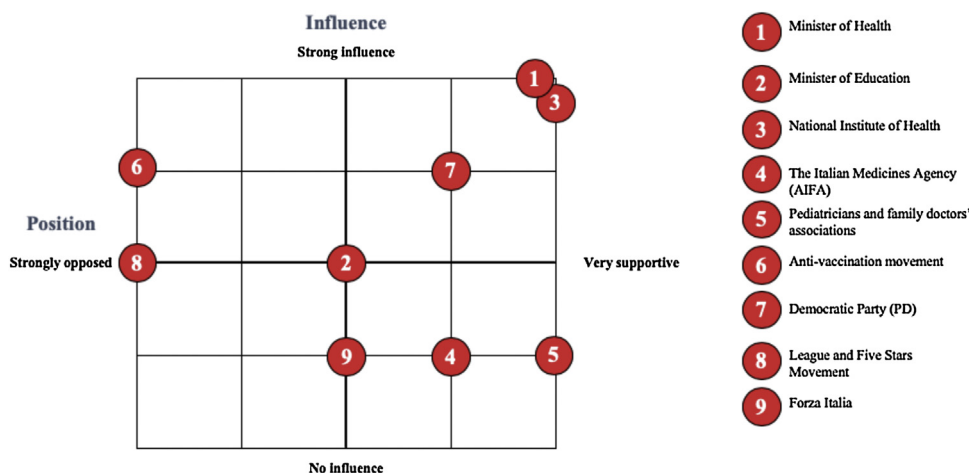 Influence
Strong influence
1
3
6
7
Position
Strongly opposed
8
2
Very supportive
9
4
5
No influence
1 Minister of Health
2 Minister of Education
3 National Institute of Health
4 The Italian Medicines Agency
(AIFA)
5 Pediatricians and family doctors'
associations
6 Anti-vaccination movement
7 Democratic Party (PD)
8 League and Five Stars
Movement
9 Forza Italia